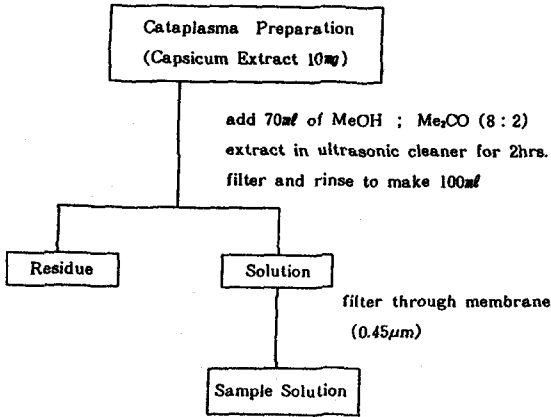 Cataplasma Preparation
(Capsicum Extract 10㎎)
add 70㎖ of MeOH ; Me₂CO (8 : 2)
extract in ultrasonic cleaner for 2hrs.
filter and rinse to make 100㎖
Residue
Solution
filter through membrane
(0.45μm)
Sample Solution